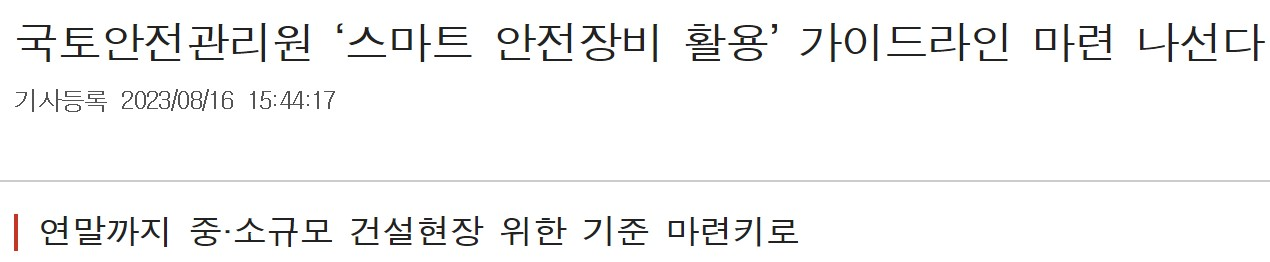 국토안전관리원 ‘스마트 안전장비 활용’ 가이드라인 마련 나선다
기사등록 2023/08/16 15:44:17
연말까지 중·소규모 건설현장 위한 기준 마련키로